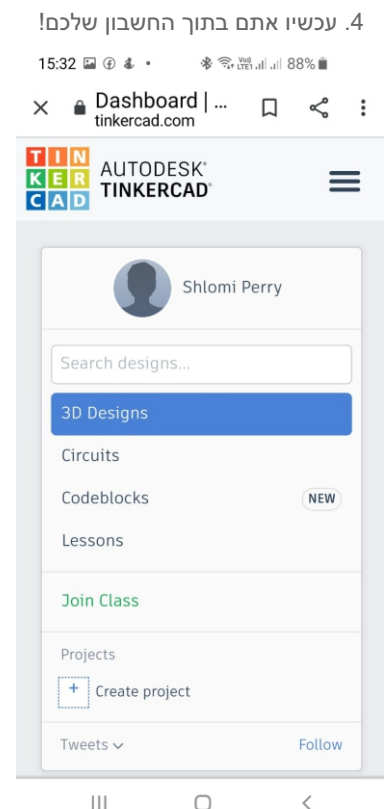 4. עכשיו אתם בתוך החשבון שלכם!
15:32 88%
Dashboard | ...
tinkercad.com
TIN
KER
CAD
AUTODESK®
TINKERCAD®
Shlomi Perry
Search designs...
3D Designs
Circuits
Codeblocks NEW
Lessons
Join Class
Projects
+ Create project
Tweets Follow